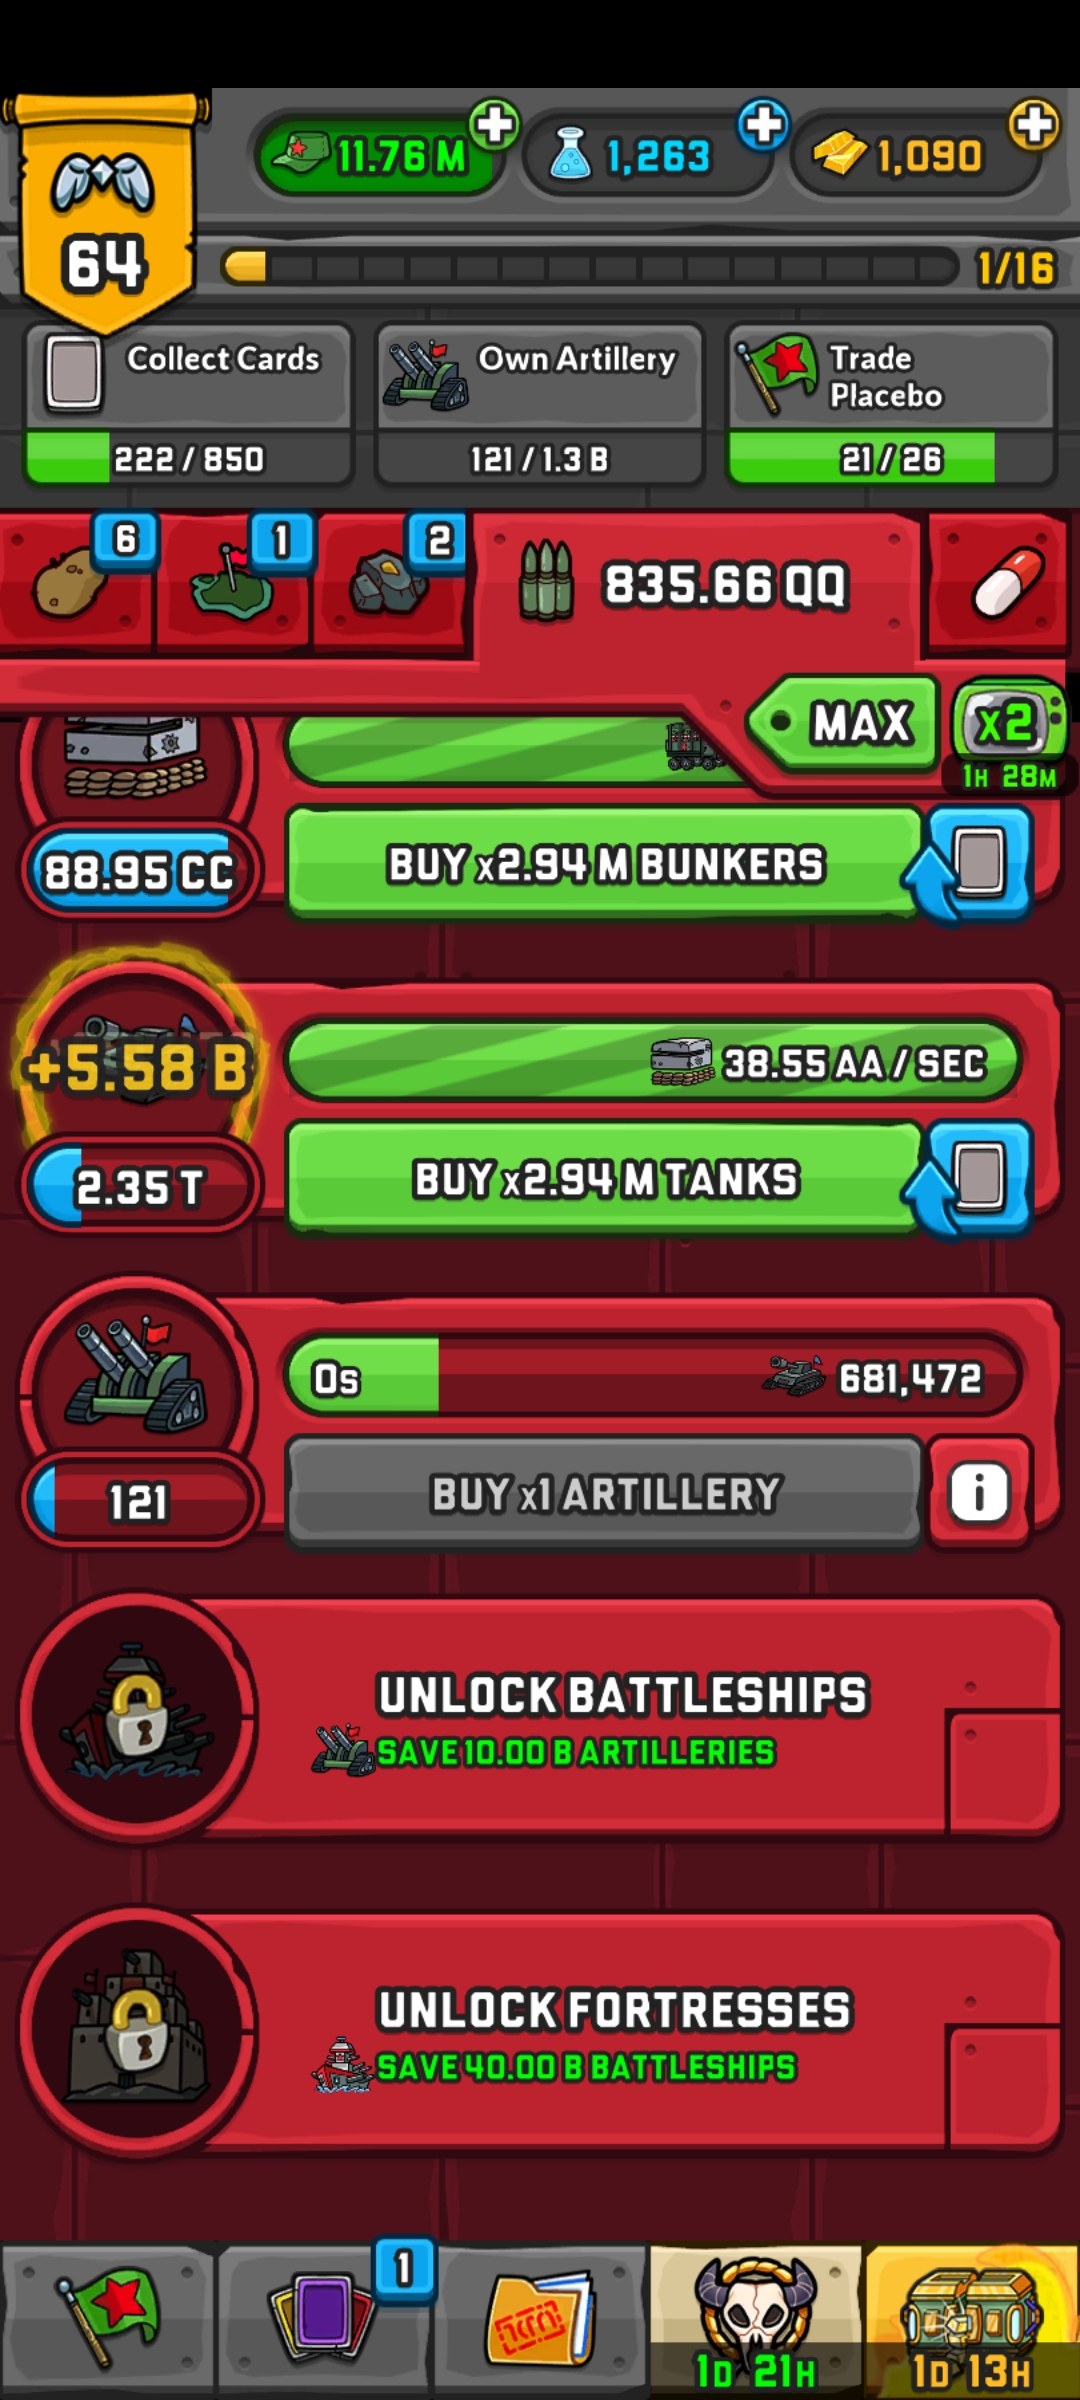 11.76 M
1,263
1,090
64
1/16
Collect Cards
222 / 850
Own Artillery
121 / 1.3 B
Trade
Placebo
21 / 26
6
1
2
835.66 QQ
MAX
x2
1H 28M
88.95 CC
BUY x2.94 M BUNKERS
+5.58 B
38.55 AA / SEC
2.35 T
BUY x2.94 M TANKS
0s
681,472
121
BUY x1 ARTILLERY
i
UNLOCK BATTLESHIPS
SAVE 10.00 B ARTILLERIES
UNLOCK FORTRESSES
SAVE 40.00 B BATTLESHIPS
1
1D 21H
1D 13H